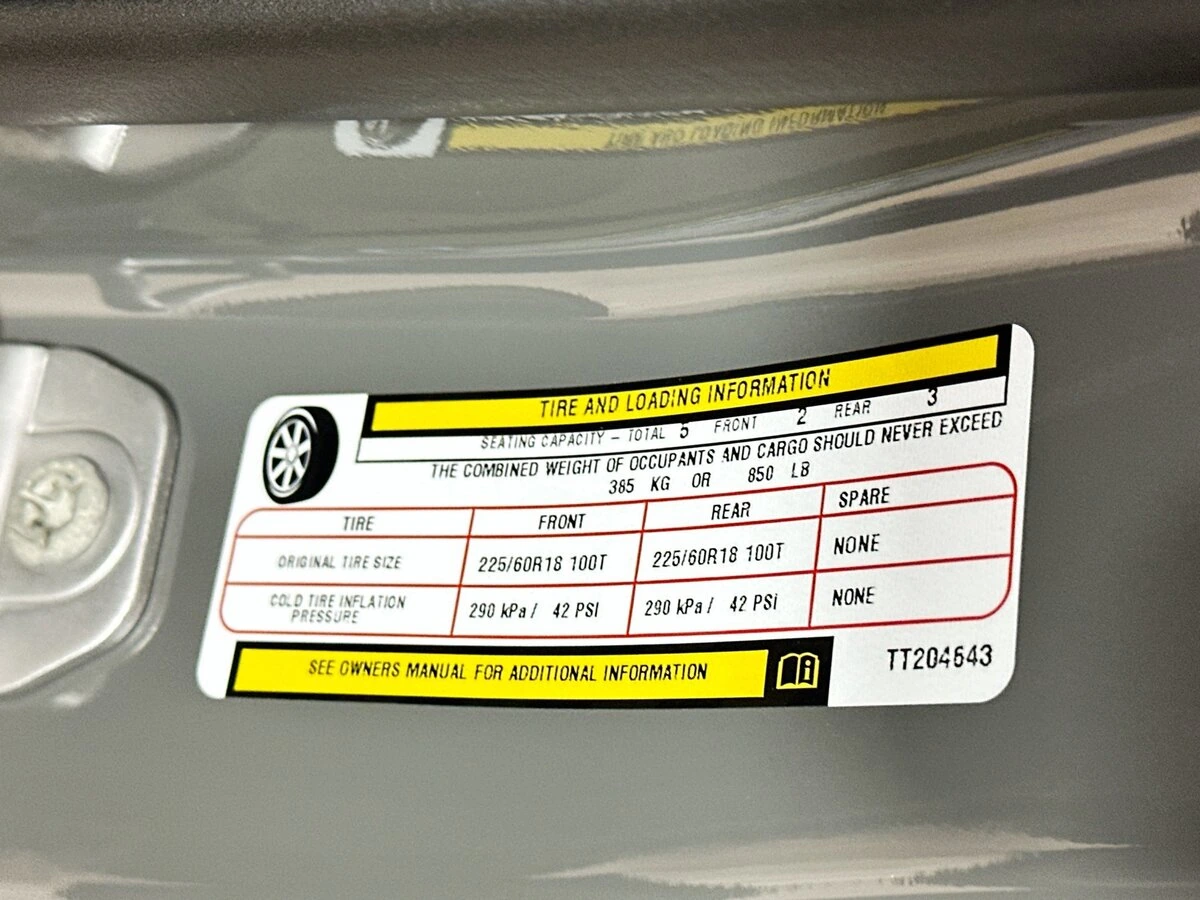 TIRE AND LOADING INFORMATION
SEATING CAPACITY – TOTAL 5 FRONT 2 REAR 3
THE COMBINED WEIGHT OF OCCUPANTS AND CARGO SHOULD NEVER EXCEED
385 KG OR 850 LB
TIRE FRONT REAR SPARE
ORIGINAL TIRE SIZE 225/60R18 100T 225/60R18 100T NONE
COLD TIRE INFLATION
PRESSURE 290 kPa / 42 PSI 290 kPa / 42 PSI NONE
SEE OWNERS MANUAL FOR ADDITIONAL INFORMATION
TT204643